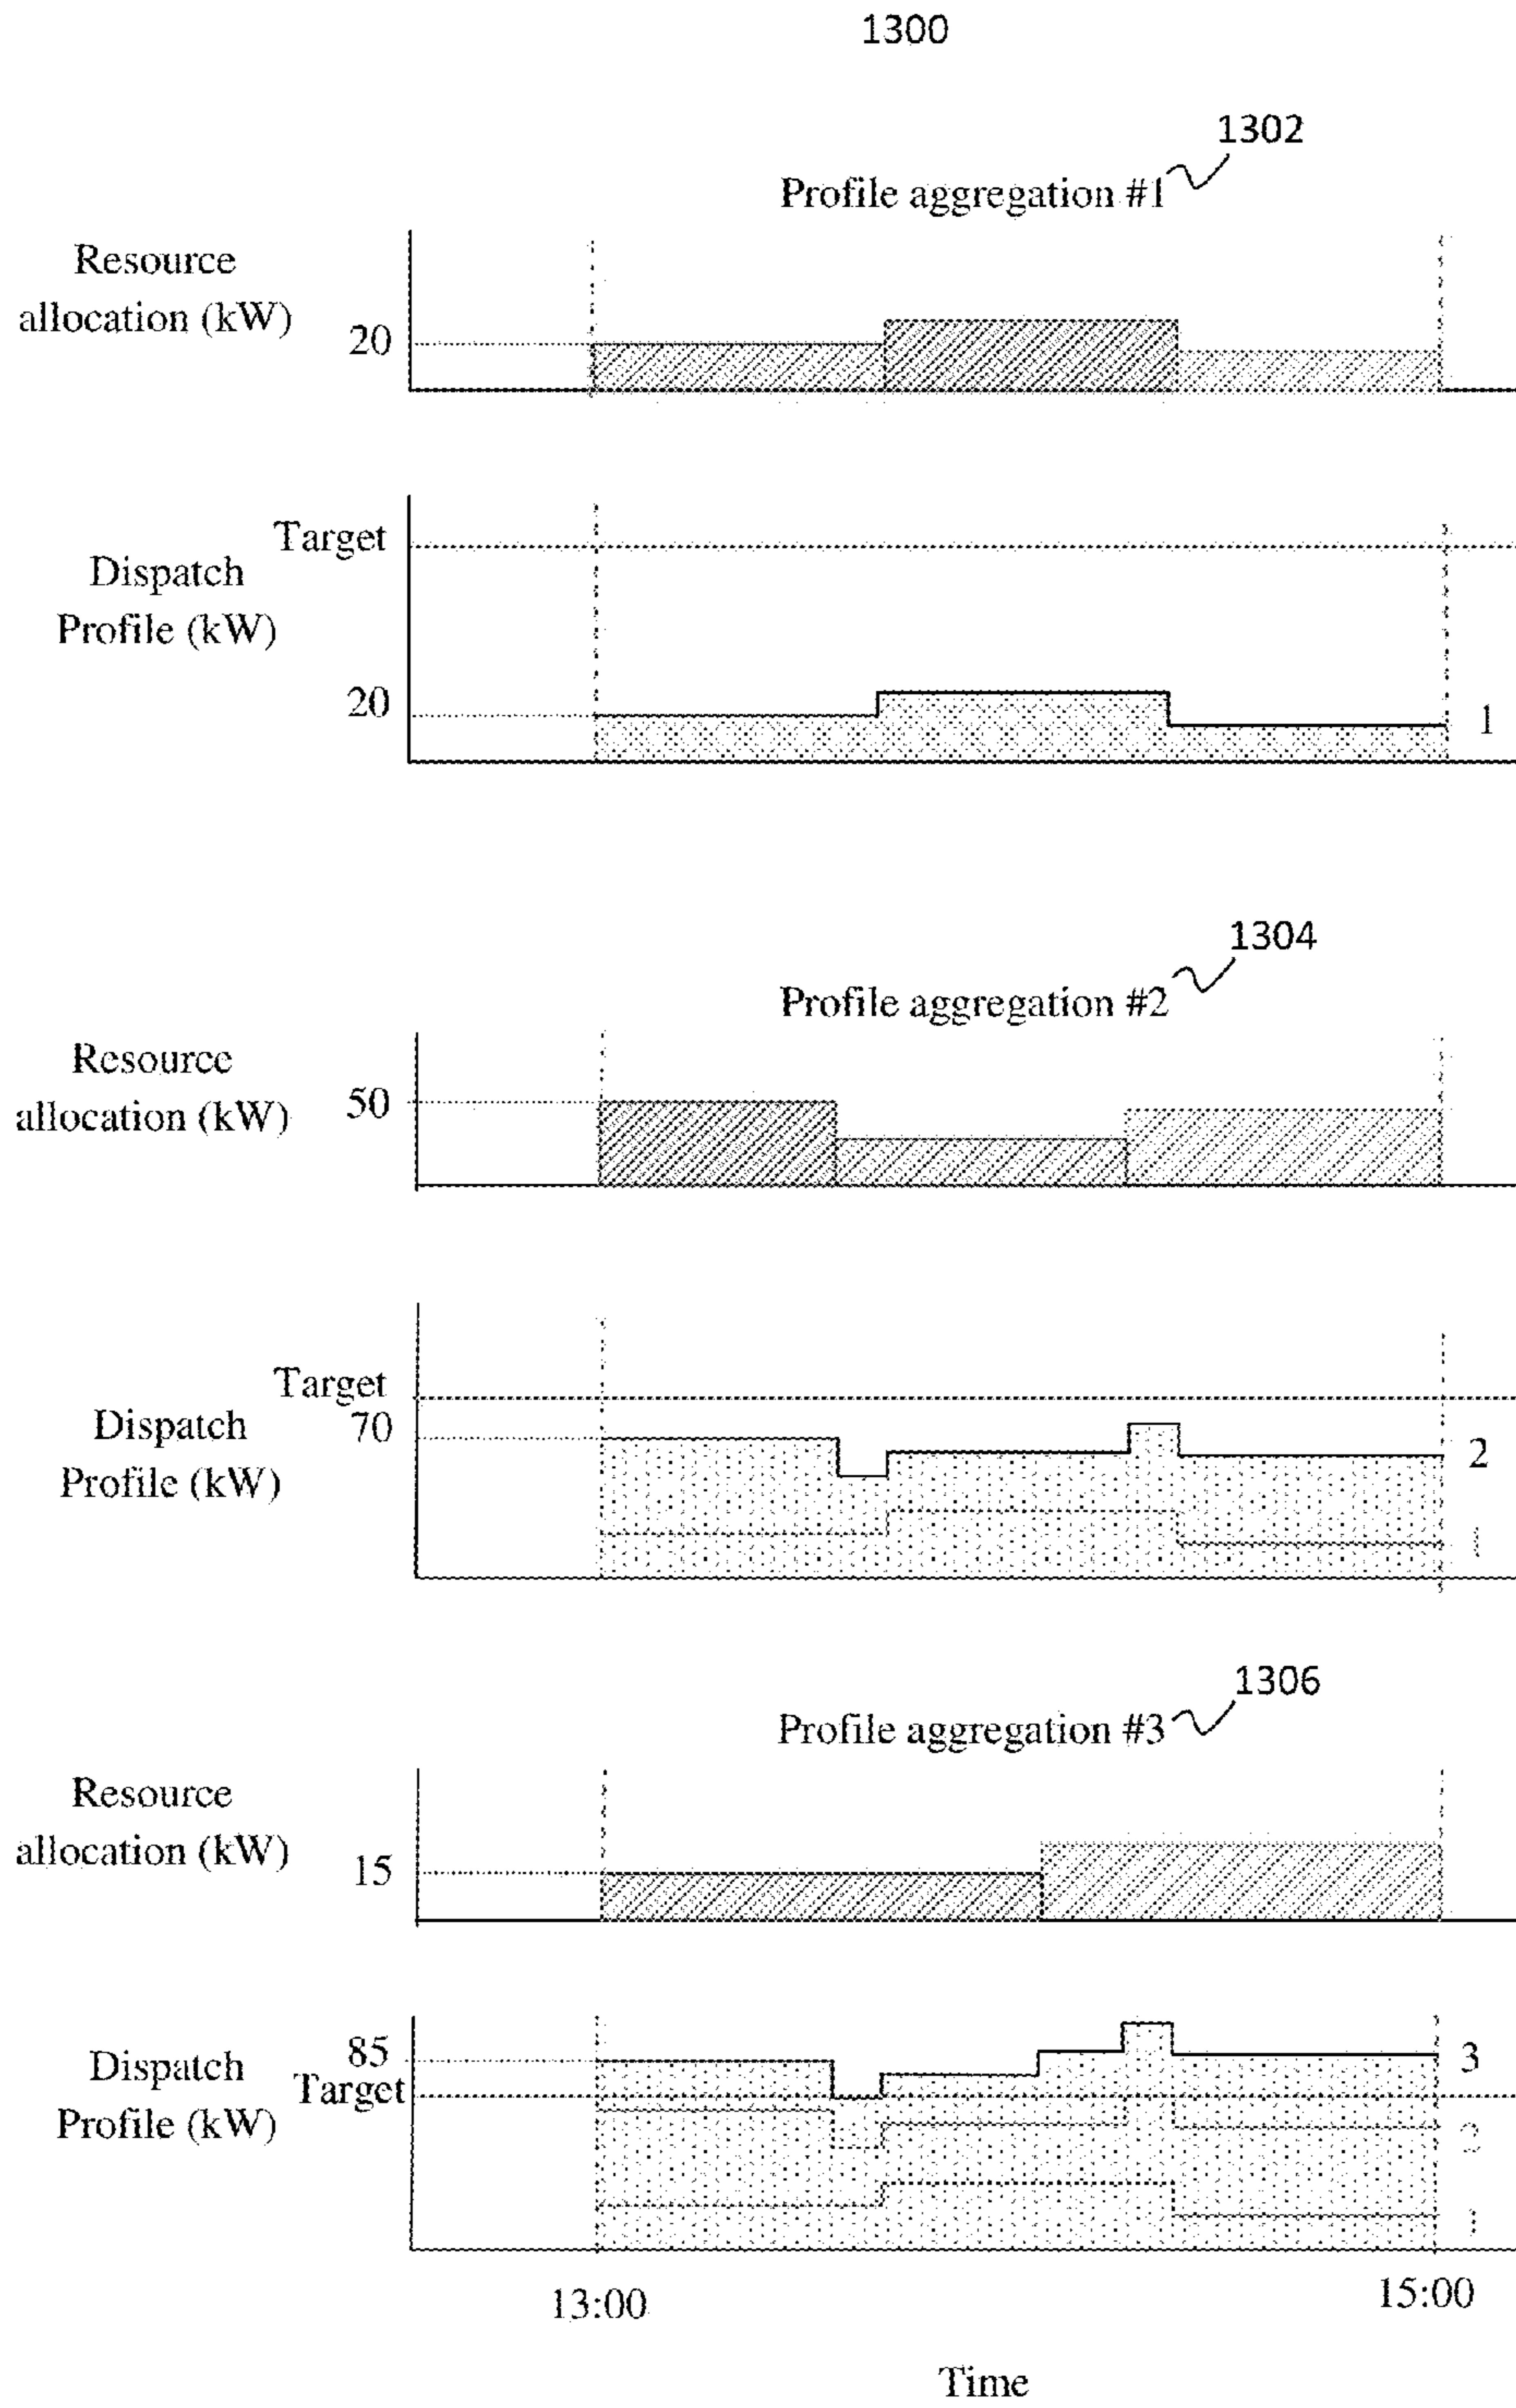 1300
1302
Profile aggregation #1
Resource
allocation (kW)
20
Target
Dispatch
Profile (kW)
20
1
1304
Profile aggregation #2
Resource
allocation (kW)
50
Target
70
Dispatch
Profile (kW)
2
1
1306
Profile aggregation #3
Resource
allocation (kW)
15
85
Dispatch
Target
Profile (kW)
3
2
1
13:00
15:00
Time